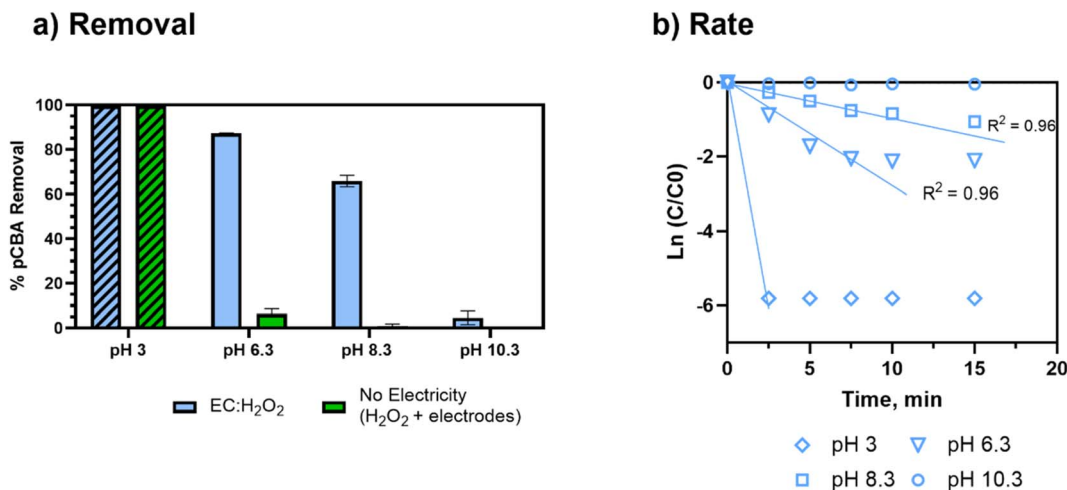 a) Removal
% pCBA Removal
100
80
60
40
20
0
pH 3
pH 6.3
pH 8.3
pH 10.3
EC:H₂O₂
No Electricity
(H₂O₂ + electrodes)
b) Rate
Ln (C/C0)
0
-2
-4
-6
R² = 0.96
R² = 0.96
0
5
10
15
20
Time, min
pH 3
pH 6.3
pH 8.3
pH 10.3